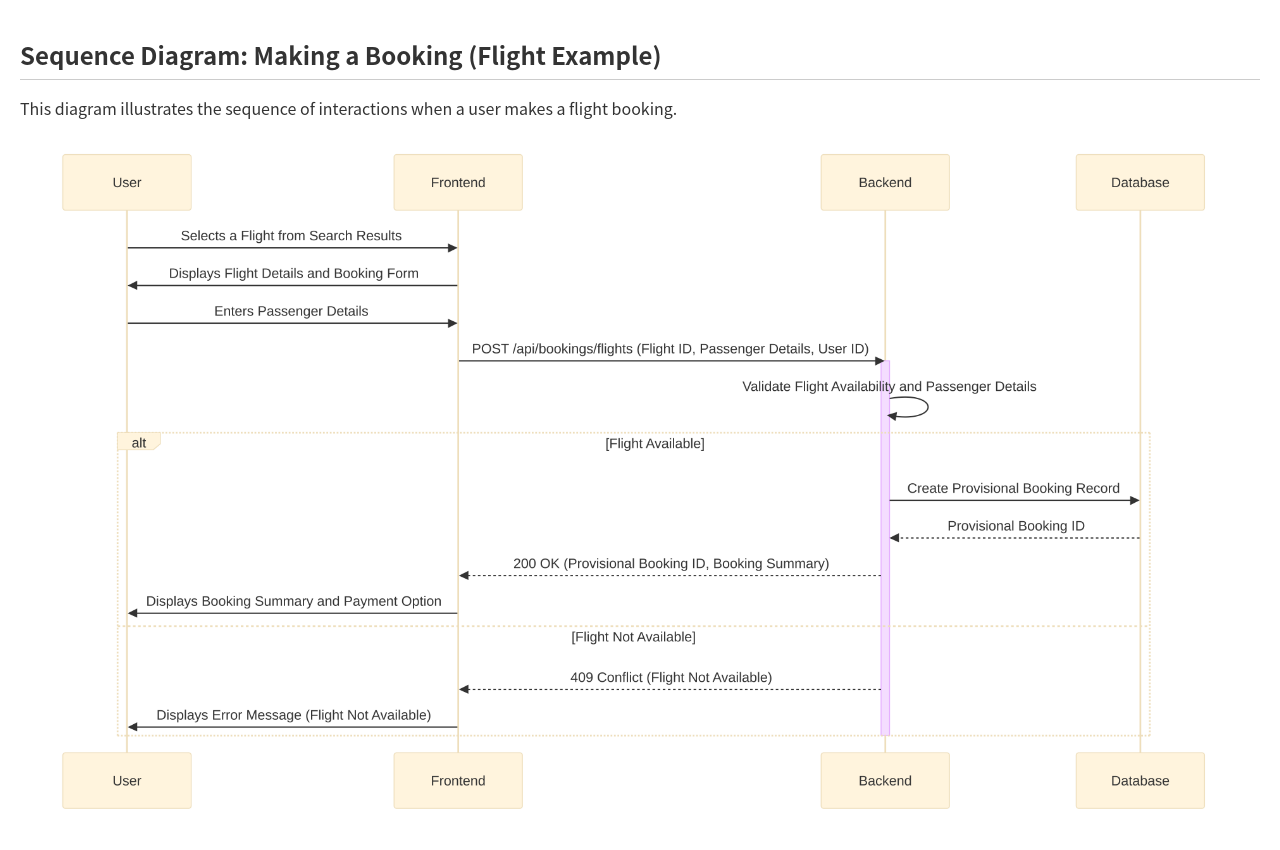 Sequence Diagram: Making a Booking (Flight Example)
This diagram illustrates the sequence of interactions when a user makes a flight booking.
User
Frontend
Backend
Database
Selects a Flight from Search Results
Displays Flight Details and Booking Form
Enters Passenger Details
POST /api/bookings/flights (Flight ID, Passenger Details, User ID)
Validate Flight Availability and Passenger Details
alt
[Flight Available]
Create Provisional Booking Record
Provisional Booking ID
200 OK (Provisional Booking ID, Booking Summary)
Displays Booking Summary and Payment Option
[Flight Not Available]
409 Conflict (Flight Not Available)
Displays Error Message (Flight Not Available)
User
Frontend
Backend
Database